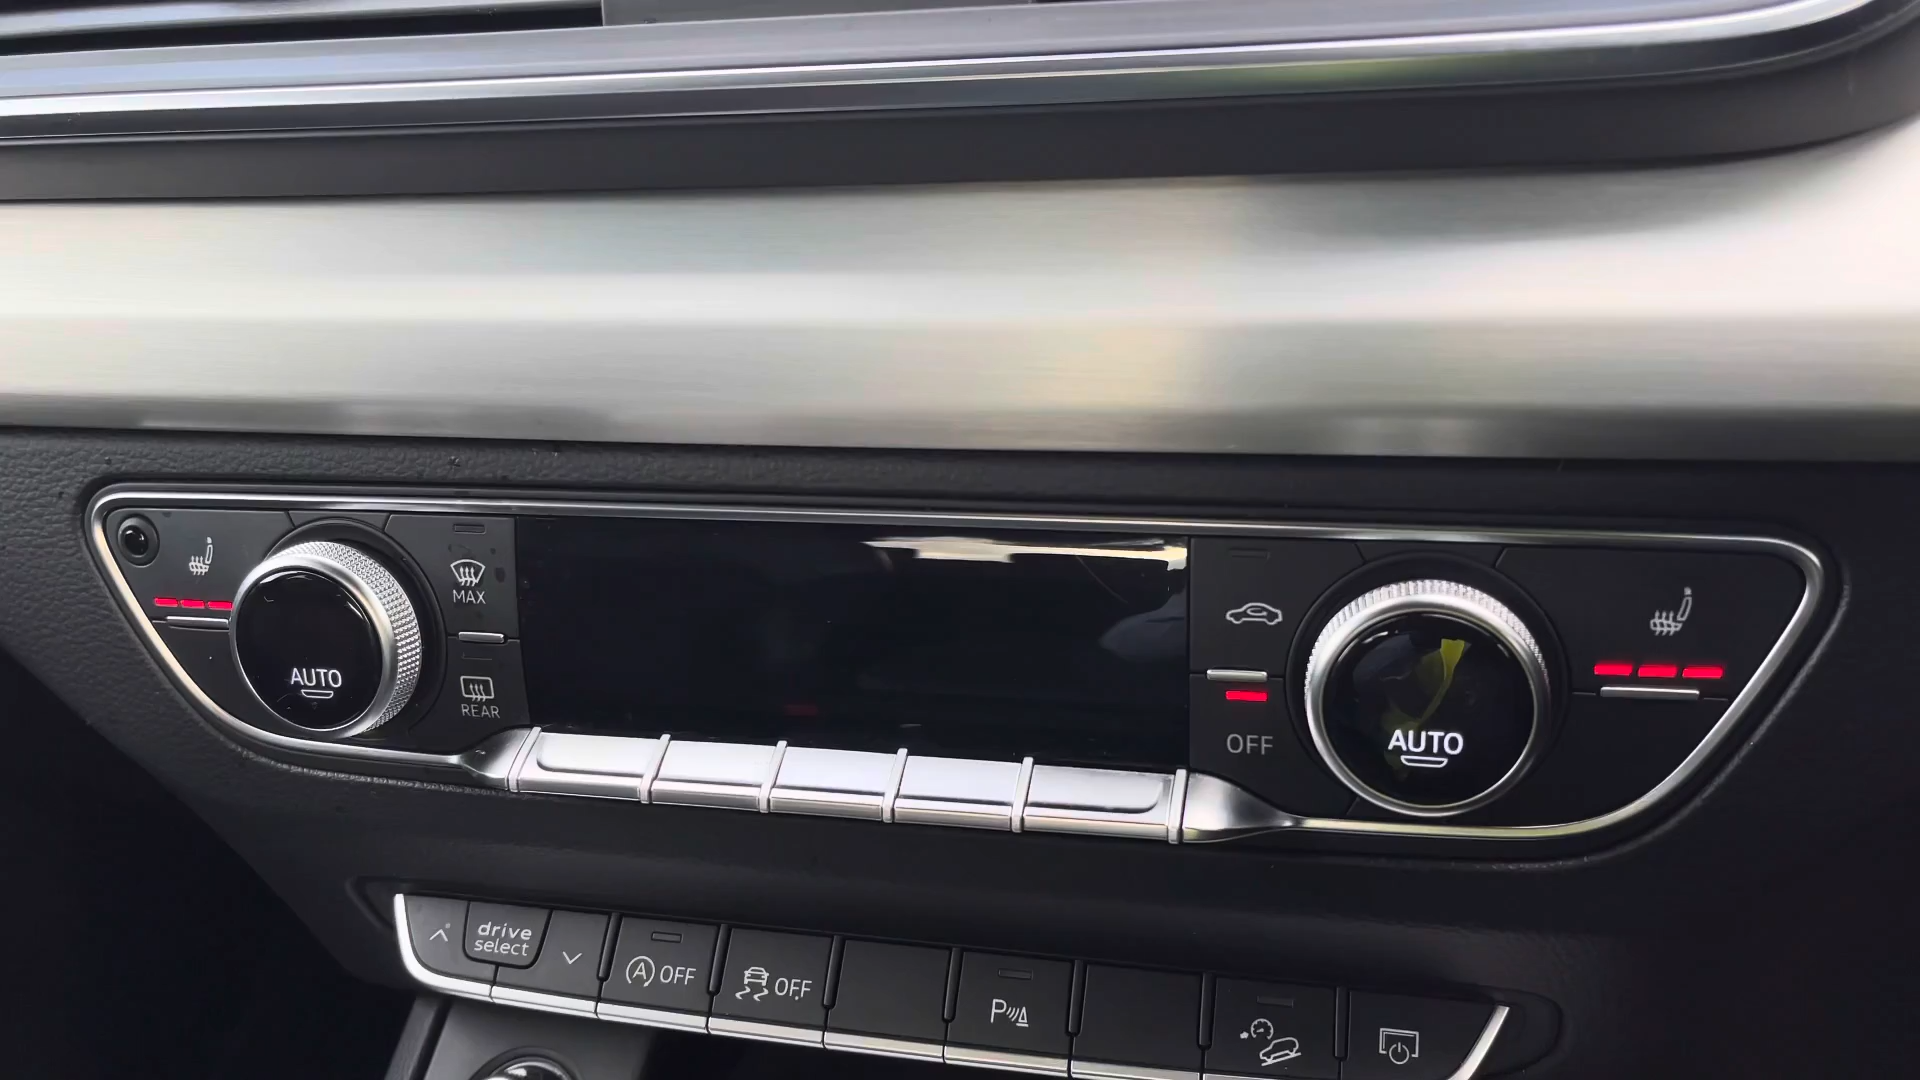 MAX
REAR
AUTO
OFF
AUTO
drive
select
A OFF
OFF
P